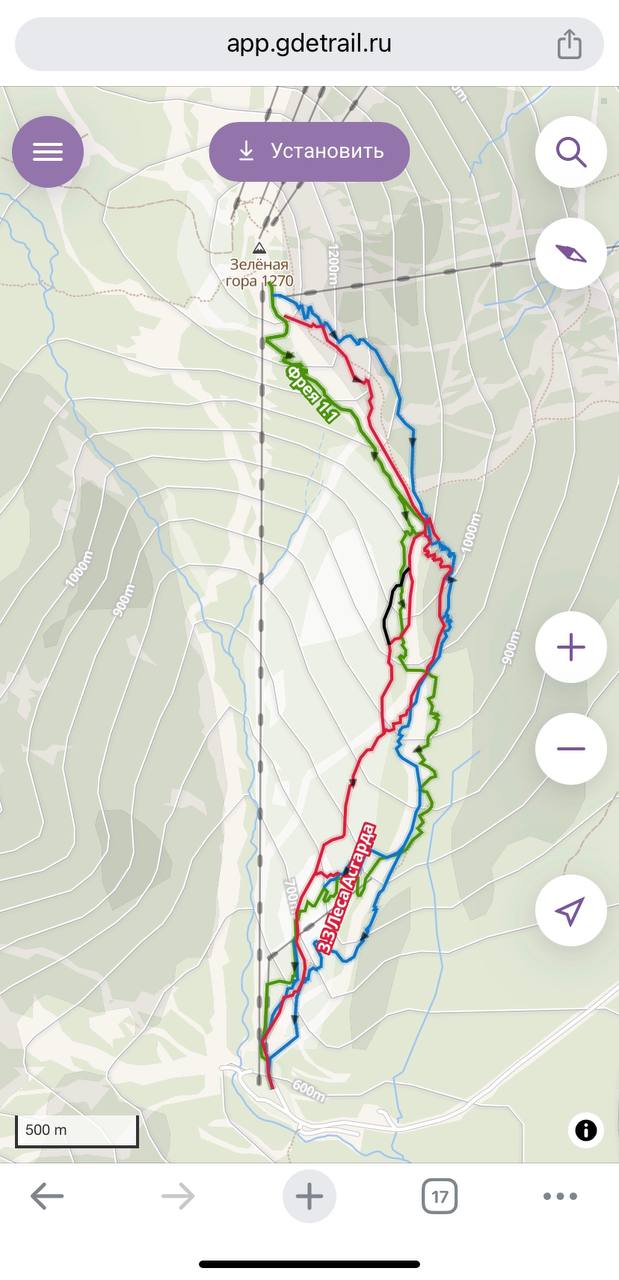 app.gdetrail.ru
Установить
Зелёная
гора 1270
1200m
Фрея 1.1
1000m
1000m
900m
900m
3.3 Леса Асгарда
700m
600m
500 m
17